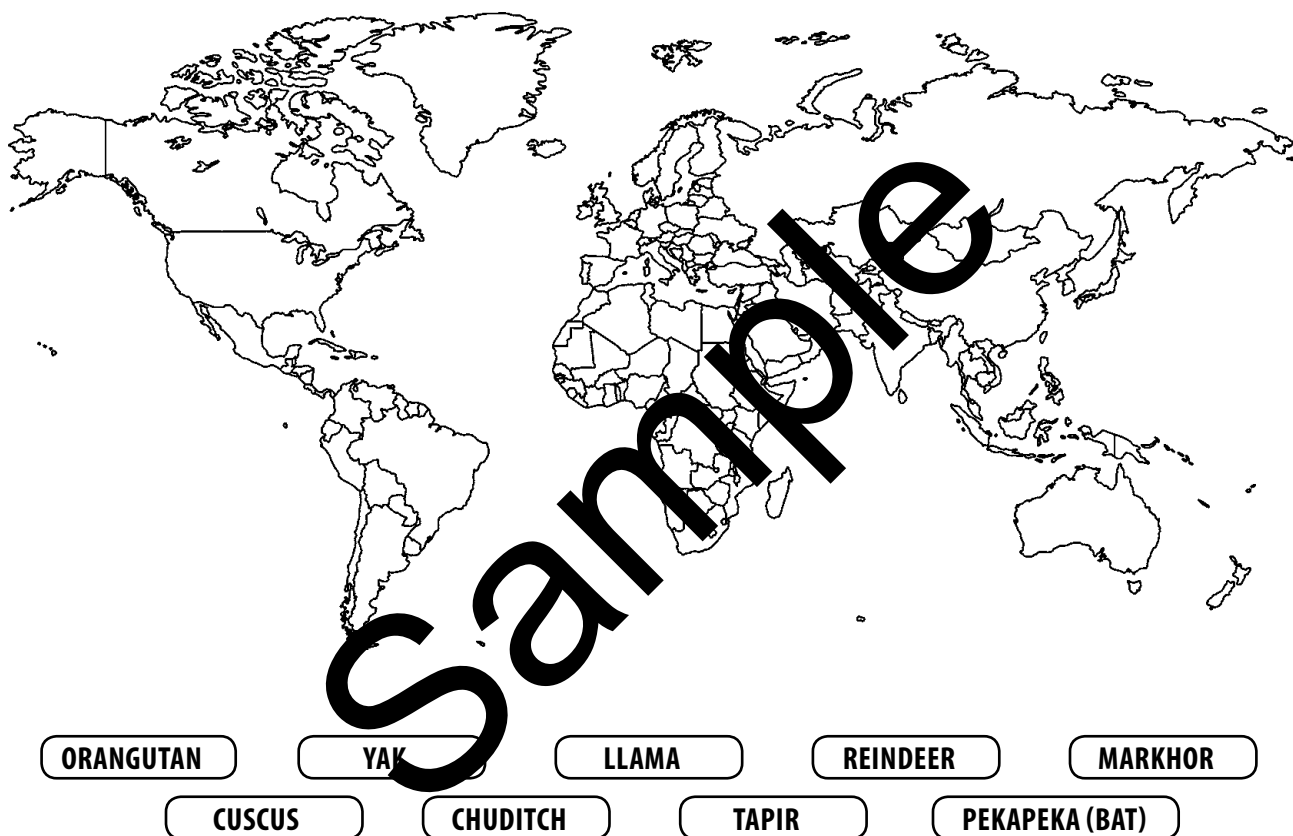 Sample
ORANGUTAN YAK LLAMA REINDEER MARKHOR
CUSCUS CHUDITCH TAPIR PEKAPEKA (BAT)